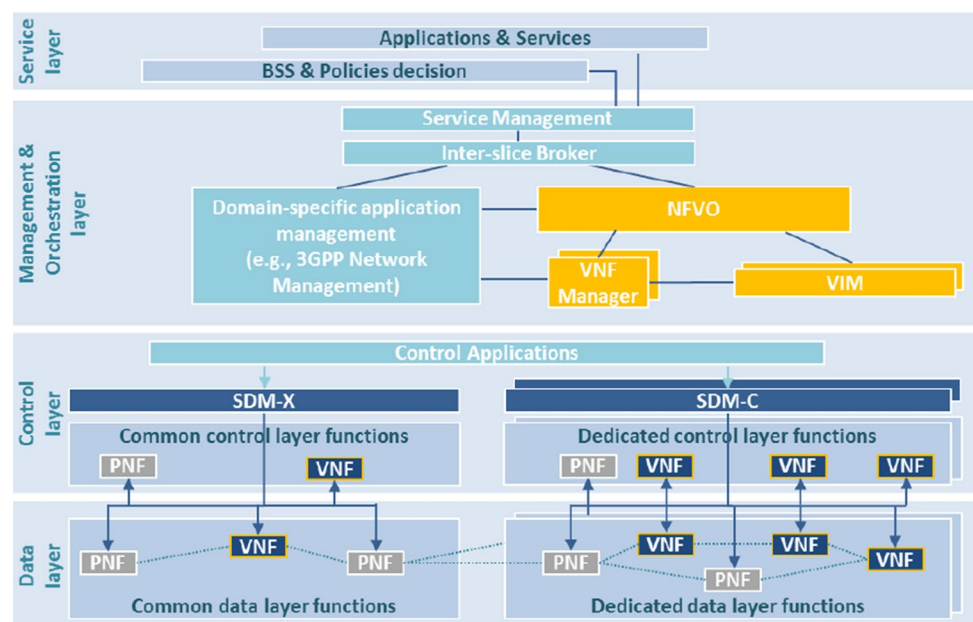 Service
layer
Applications & Services
BSS & Policies decision
Management &
Orchestration
layer
Service Management
Inter-slice Broker
Domain-specific application
management
(e.g., 3GPP Network
Management)
NFVO
VNF
Manager
VIM
Control
layer
Control Applications
SDM-X
SDM-C
Common control layer functions
Dedicated control layer functions
PNF
VNF
PNF
VNF
VNF
VNF
Data
layer
PNF
VNF
PNF
PNF
VNF
PNF
VNF
VNF
Common data layer functions
Dedicated data layer functions